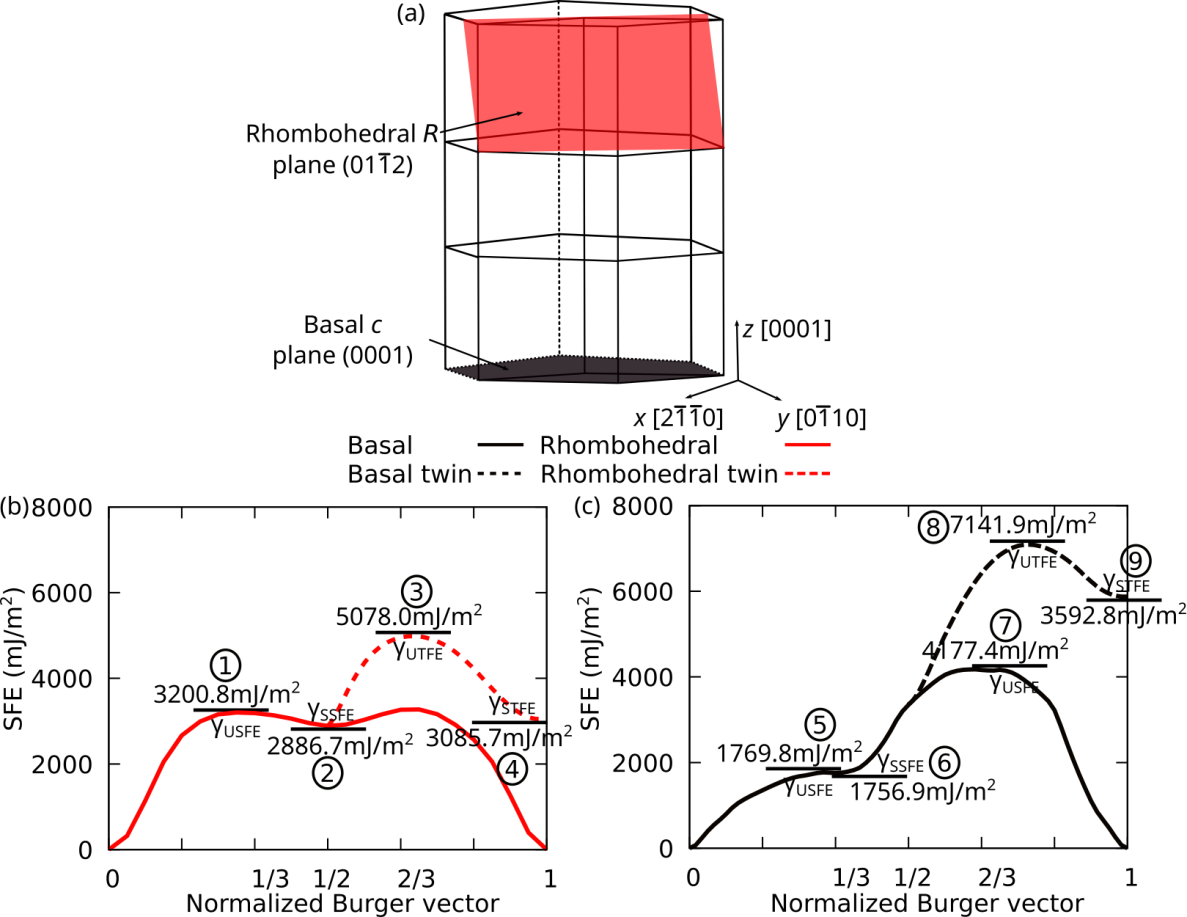 (a)
Rhombohedral R
plane (011̅2)
Basal c
plane (0001)
z [0001]
x [21̅1̅0]
y [01̅10]
Basal
Rhombohedral
Basal twin
Rhombohedral twin
(b)
8000
6000
4000
2000
0
SFE (mJ/m²)
①
3200.8mJ/m²
γUSFE
γSSFE
2886.7mJ/m²
②
③
5078.0mJ/m²
γUTFE
γSTFE
3085.7mJ/m²
④
0
1/3
1/2
2/3
1
Normalized Burger vector
(c)
8000
6000
4000
2000
0
SFE (mJ/m²)
⑤
1769.8mJ/m²
γUSFE
γSSFE
⑥
1756.9mJ/m²
⑦
4177.4mJ/m²
γUSFE
⑧
7141.9mJ/m²
γUTFE
⑨
γSTFE
3592.8mJ/m²
0
1/3
1/2
2/3
1
Normalized Burger vector